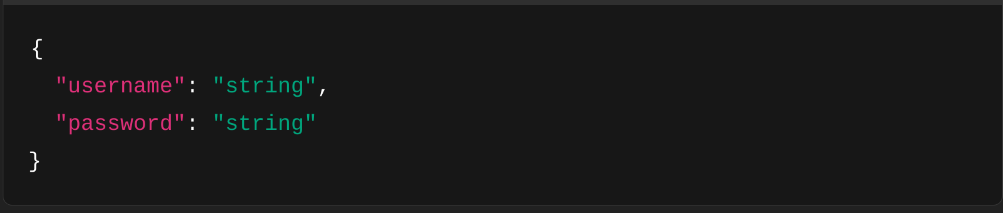 {
  "username": "string",
  "password": "string"
}